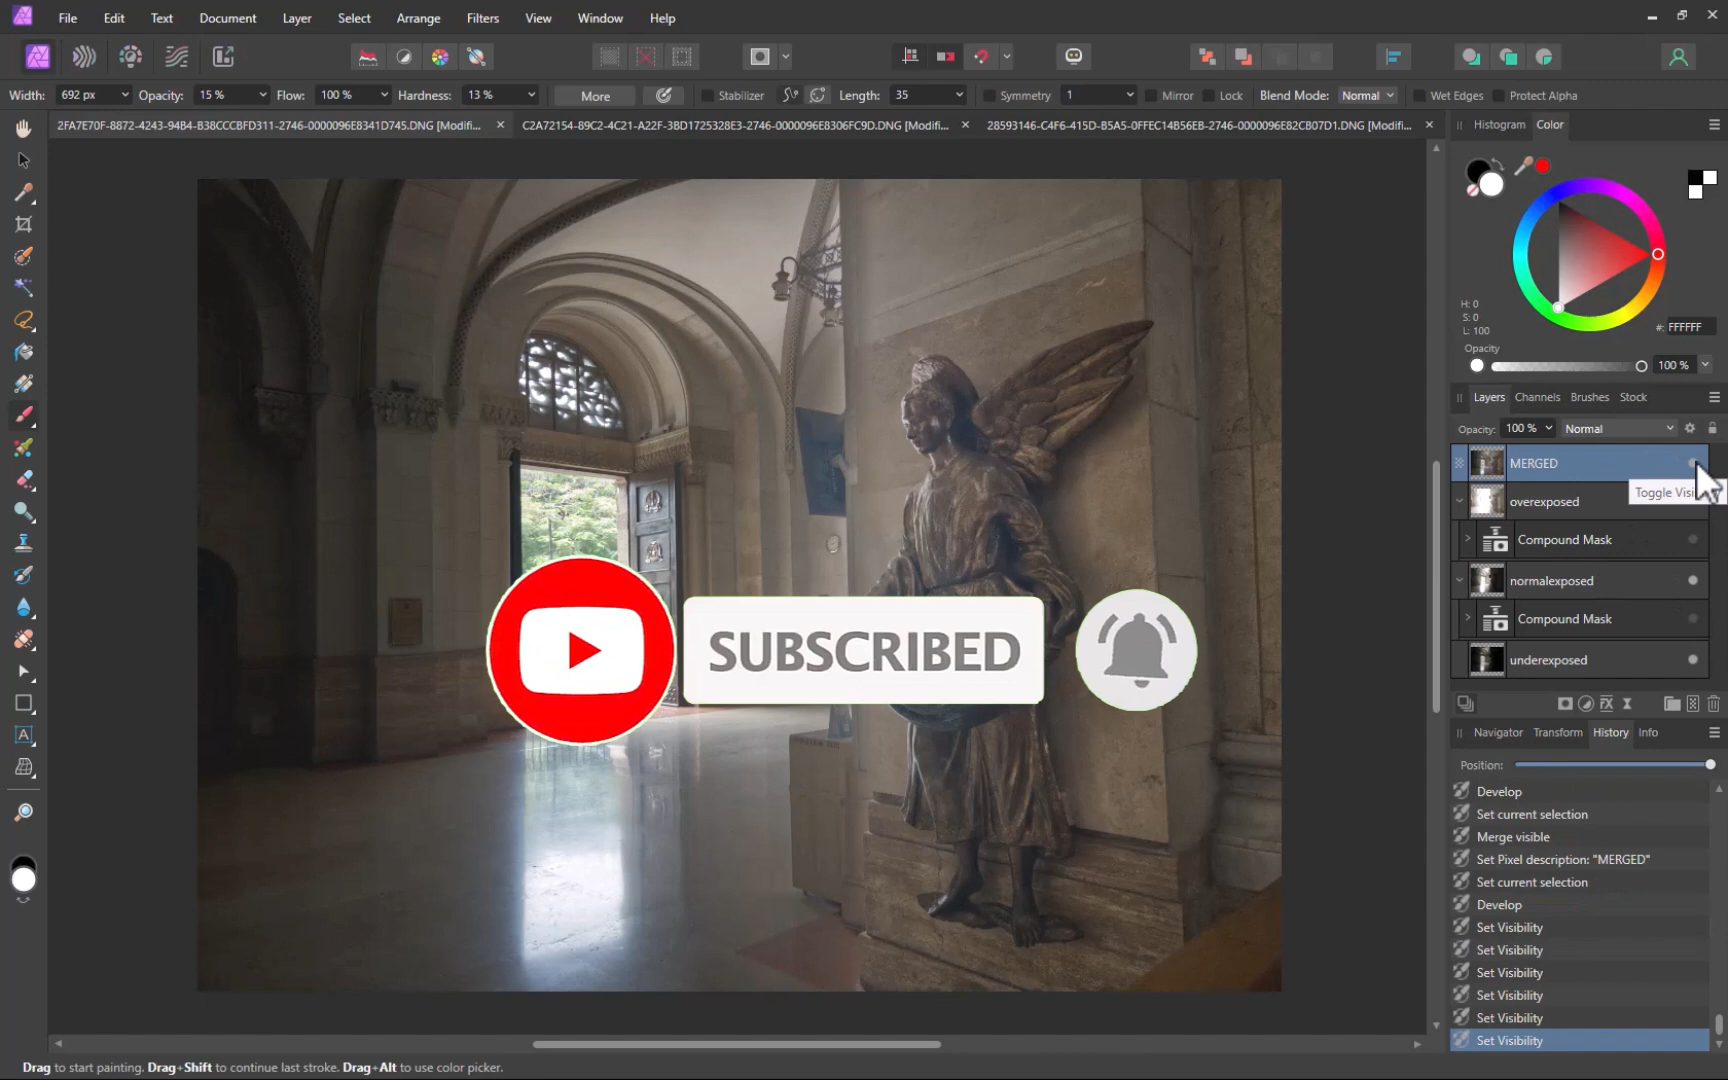 File Edit Text Document Layer Select Arrange Filters View Window Help
Width: 692 px Opacity: 15 % Flow: 100 % Hardness: 13 % More Stabilizer Length: 35 Symmetry 1 Mirror Lock Blend Mode: Normal Wet Edges Protect Alpha
2FA7E70F-8872-4243-94B4-B38CCCBFD311-2746-0000096E8341D745.DNG [Modifi... C2A72154-89C2-4C21-A22F-3BD1725328E3-2746-0000096E8306FC9D.DNG [Modifi... 28593146-C4F6-415D-B5A5-0FFEC14B56EB-2746-0000096E82CB07D1.DNG [Modifi...
Histogram Color
H: 0
S: 0
L: 100
#: FFFFFF
Opacity
100 %
Layers Channels Brushes Stock
Opacity: 100 % Normal
MERGED
Toggle Visi
overexposed
Compound Mask
normalexposed
Compound Mask
underexposed
SUBSCRIBED
Navigator Transform History Info
Position:
Develop
Set current selection
Merge visible
Set Pixel description: "MERGED"
Set current selection
Develop
Set Visibility
Set Visibility
Set Visibility
Set Visibility
Set Visibility
Set Visibility
Drag to start painting. Drag+Shift to continue last stroke. Drag+Alt to use color picker.